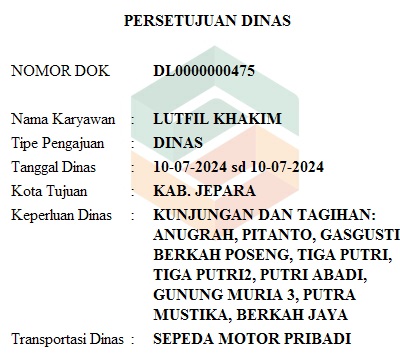 PERSETUJUAN DINAS
NOMOR DOK DL0000000475
Nama Karyawan : LUTFIL KHAKIM
Tipe Pengajuan : DINAS
Tanggal Dinas : 10-07-2024 sd 10-07-2024
Kota Tujuan : KAB. JEPARA
Keperluan Dinas : KUNJUNGAN DAN TAGIHAN:
ANUGRAH, PITANTO, GASGUSTI
BERKAH POSENG, TIGA PUTRI,
TIGA PUTRI2, PUTRI ABADI,
GUNUNG MURIA 3, PUTRA
MUSTIKA, BERKAH JAYA
Transportasi Dinas : SEPEDA MOTOR PRIBADI